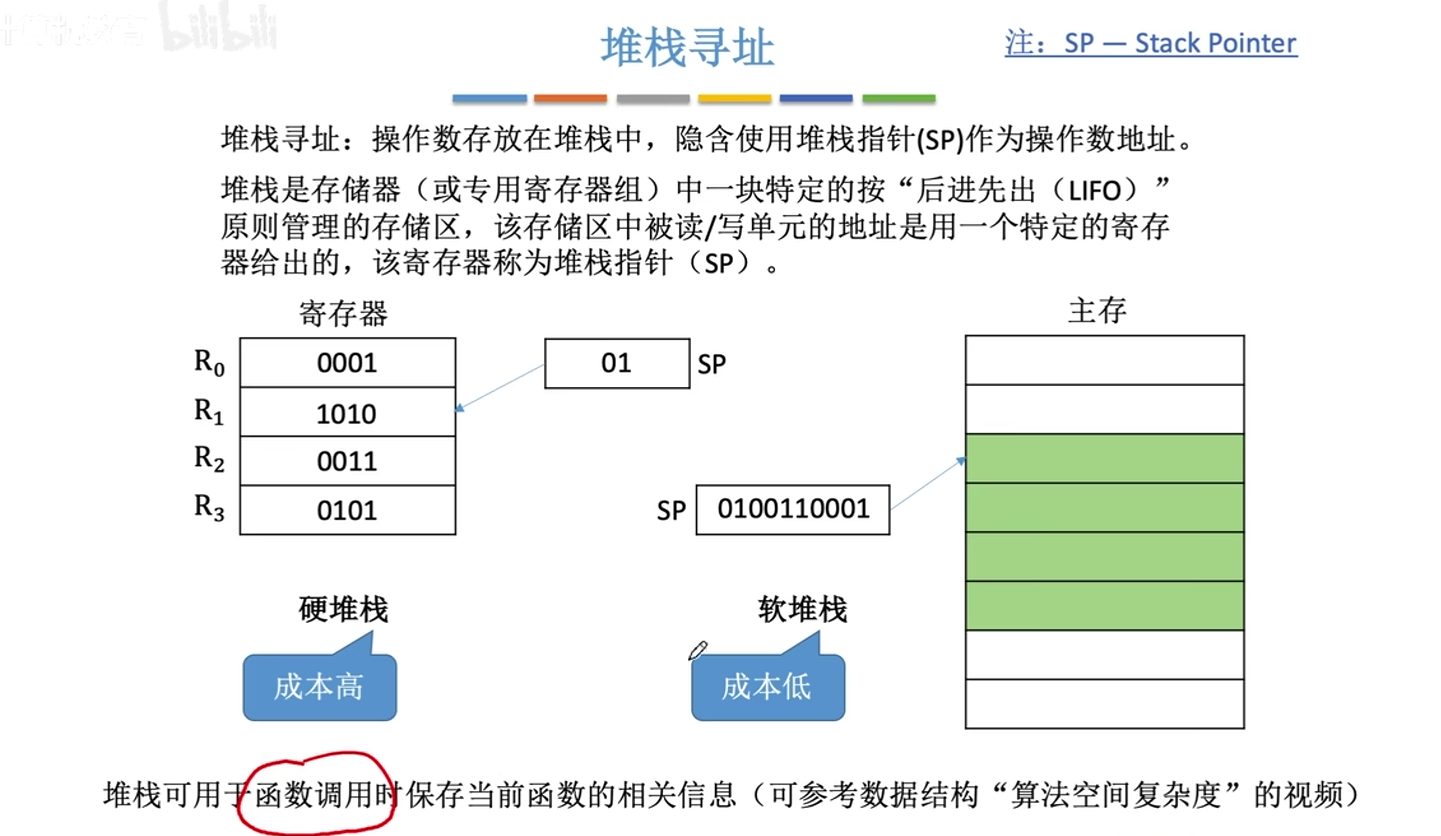 bilibili
堆栈寻址
注：SP — Stack Pointer
堆栈寻址：操作数存放在堆栈中，隐含使用堆栈指针(SP)作为操作数地址。
堆栈是存储器（或专用寄存器组）中一块特定的按“后进先出（LIFO）”
原则管理的存储区，该存储区中被读/写单元的地址是用一个特定的寄存
器给出的，该寄存器称为堆栈指针（SP）。
寄存器
主存
R₀ 0001
01 SP
R₁ 1010
R₂ 0011
R₃ 0101
SP 0100110001
硬堆栈
软堆栈
成本高
成本低
堆栈可用于函数调用时保存当前函数的相关信息（可参考数据结构“算法空间复杂度”的视频）